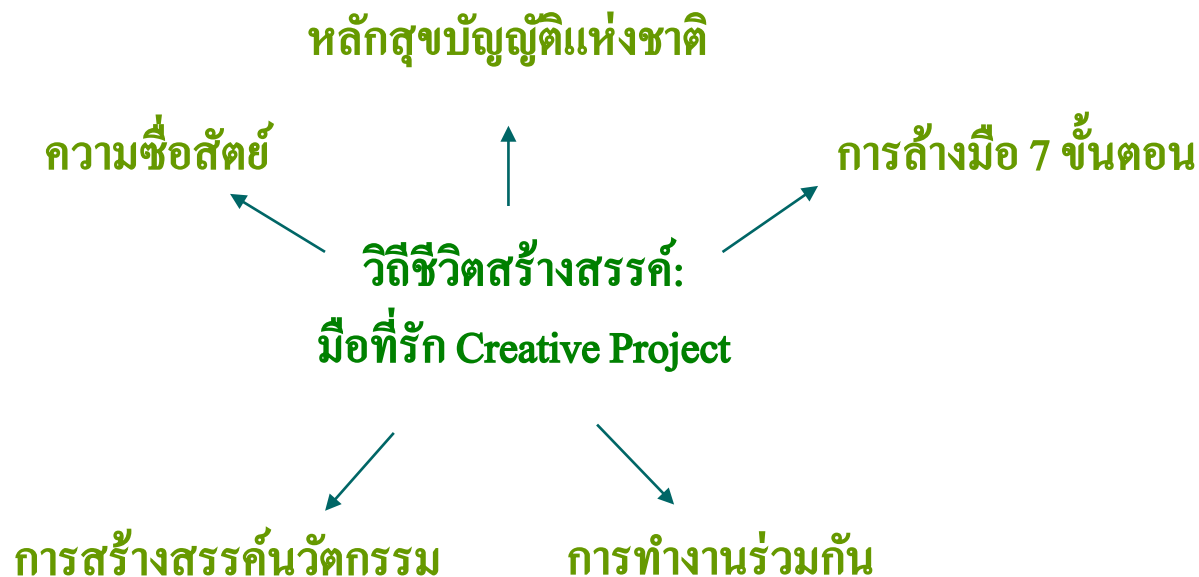 หลักสุขบัญญัติแห่งชาติ
ความซื่อสัตย์
การล้างมือ 7 ขั้นตอน
วิถีชีวิตสร้างสรรค์:
มือที่รัก Creative Project
การสร้างสรรค์นวัตกรรม
การทำงานร่วมกัน